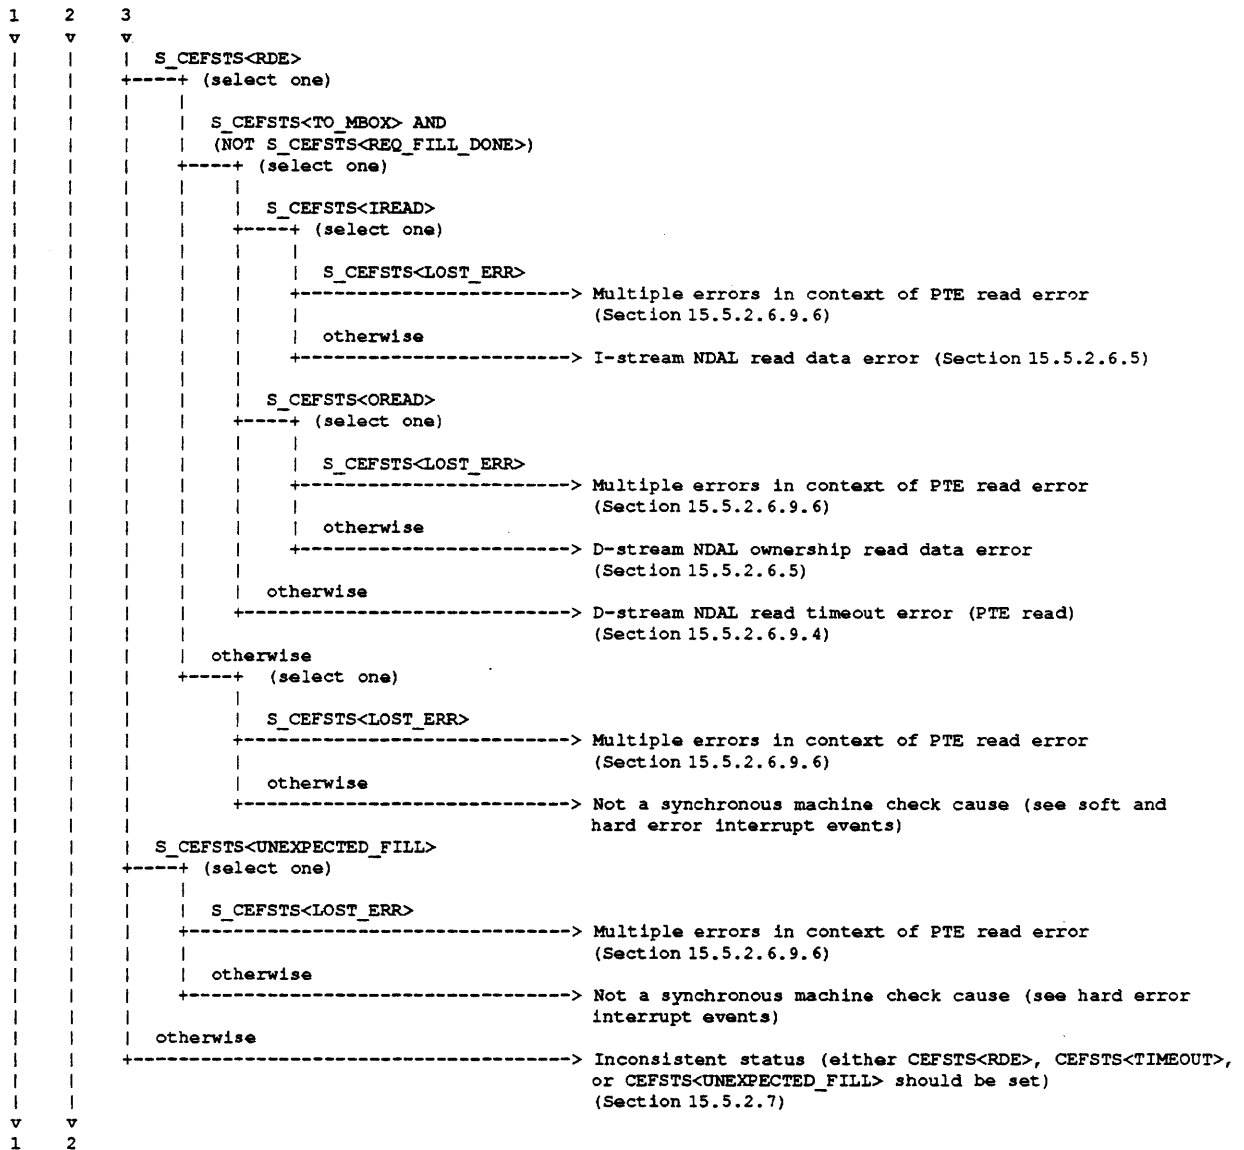 1 2 3
S_CEFSTS<RDE>
(select one)
S_CEFSTS<TO_MBOX> AND
(NOT S_CEFSTS<REQ_FILL_DONE>)
(select one)
S_CEFSTS<IREAD>
(select one)
S_CEFSTS<LOST_ERR>
Multiple errors in context of PTE read error
(Section 15.5.2.6.9.6)
otherwise
I-stream NDAL read data error (Section 15.5.2.6.5)
S_CEFSTS<OREAD>
(select one)
S_CEFSTS<LOST_ERR>
Multiple errors in context of PTE read error
(Section 15.5.2.6.9.6)
otherwise
D-stream NDAL ownership read data error
(Section 15.5.2.6.5)
otherwise
D-stream NDAL read timeout error (PTE read)
(Section 15.5.2.6.9.4)
otherwise
(select one)
S_CEFSTS<LOST_ERR>
Multiple errors in context of PTE read error
(Section 15.5.2.6.9.6)
otherwise
Not a synchronous machine check cause (see soft and
hard error interrupt events)
S_CEFSTS<UNEXPECTED_FILL>
(select one)
S_CEFSTS<LOST_ERR>
Multiple errors in context of PTE read error
(Section 15.5.2.6.9.6)
otherwise
Not a synchronous machine check cause (see hard error
interrupt events)
otherwise
Inconsistent status (either CEFSTS<RDE>, CEFSTS<TIMEOUT>,
or CEFSTS<UNEXPECTED_FILL> should be set)
(Section 15.5.2.7)
1 2